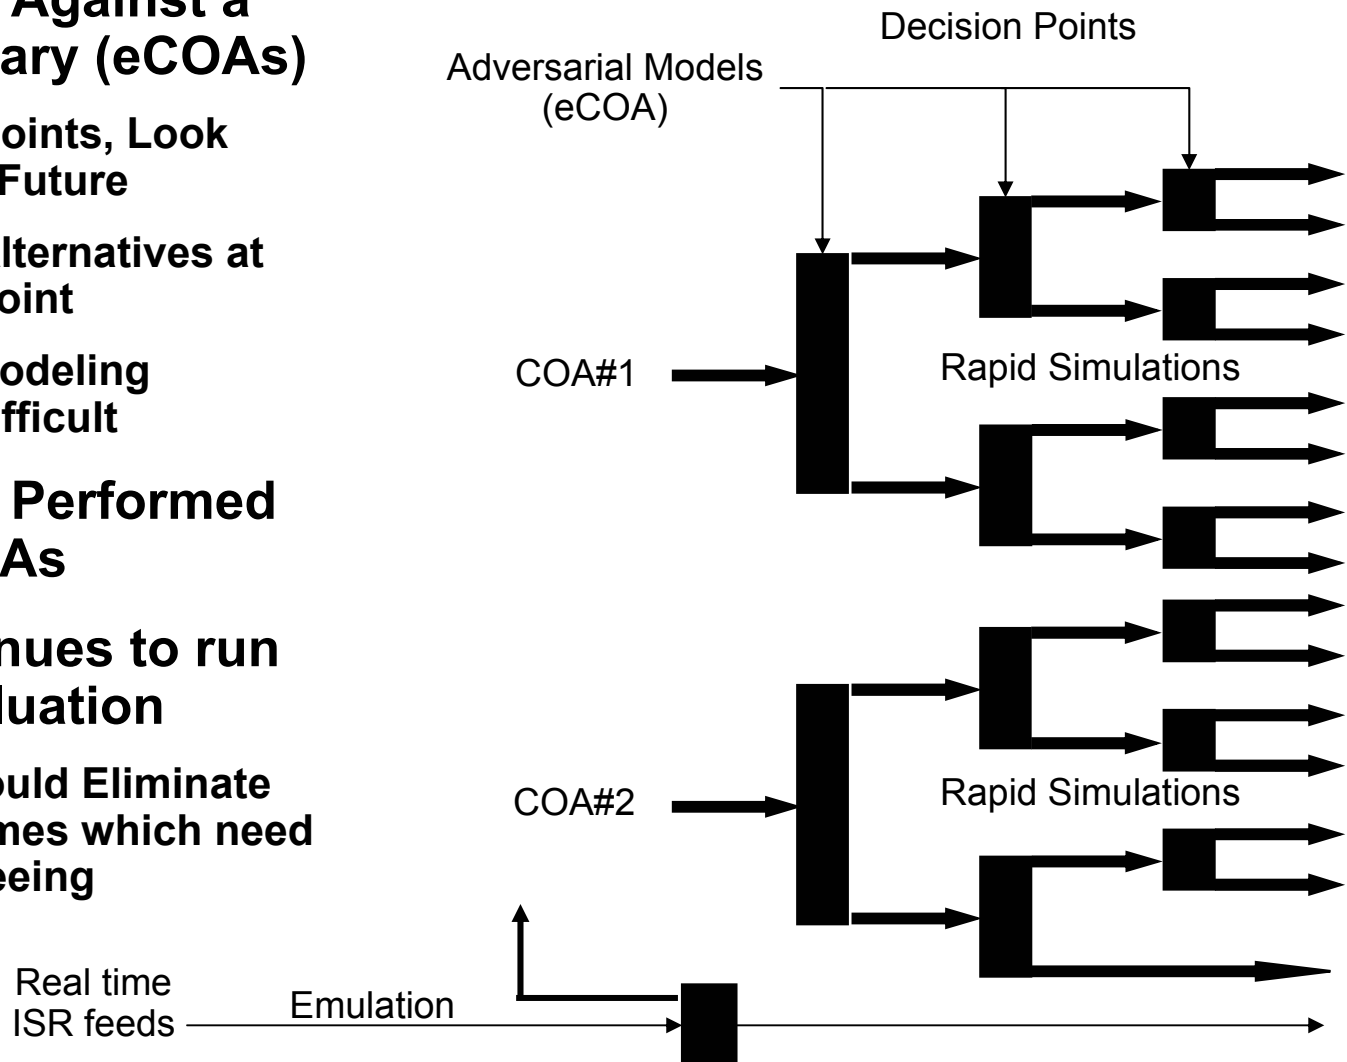 Against a
ary (eCOAs)
oints, Look
Future
lternatives at
oint
odeling
fficult
Performed
As
nues to run
luation
ould Eliminate
mes which need
eeing
Decision Points
Adversarial Models
(eCOA)
COA#1
Rapid Simulations
COA#2
Rapid Simulations
Real time
ISR feeds
Emulation